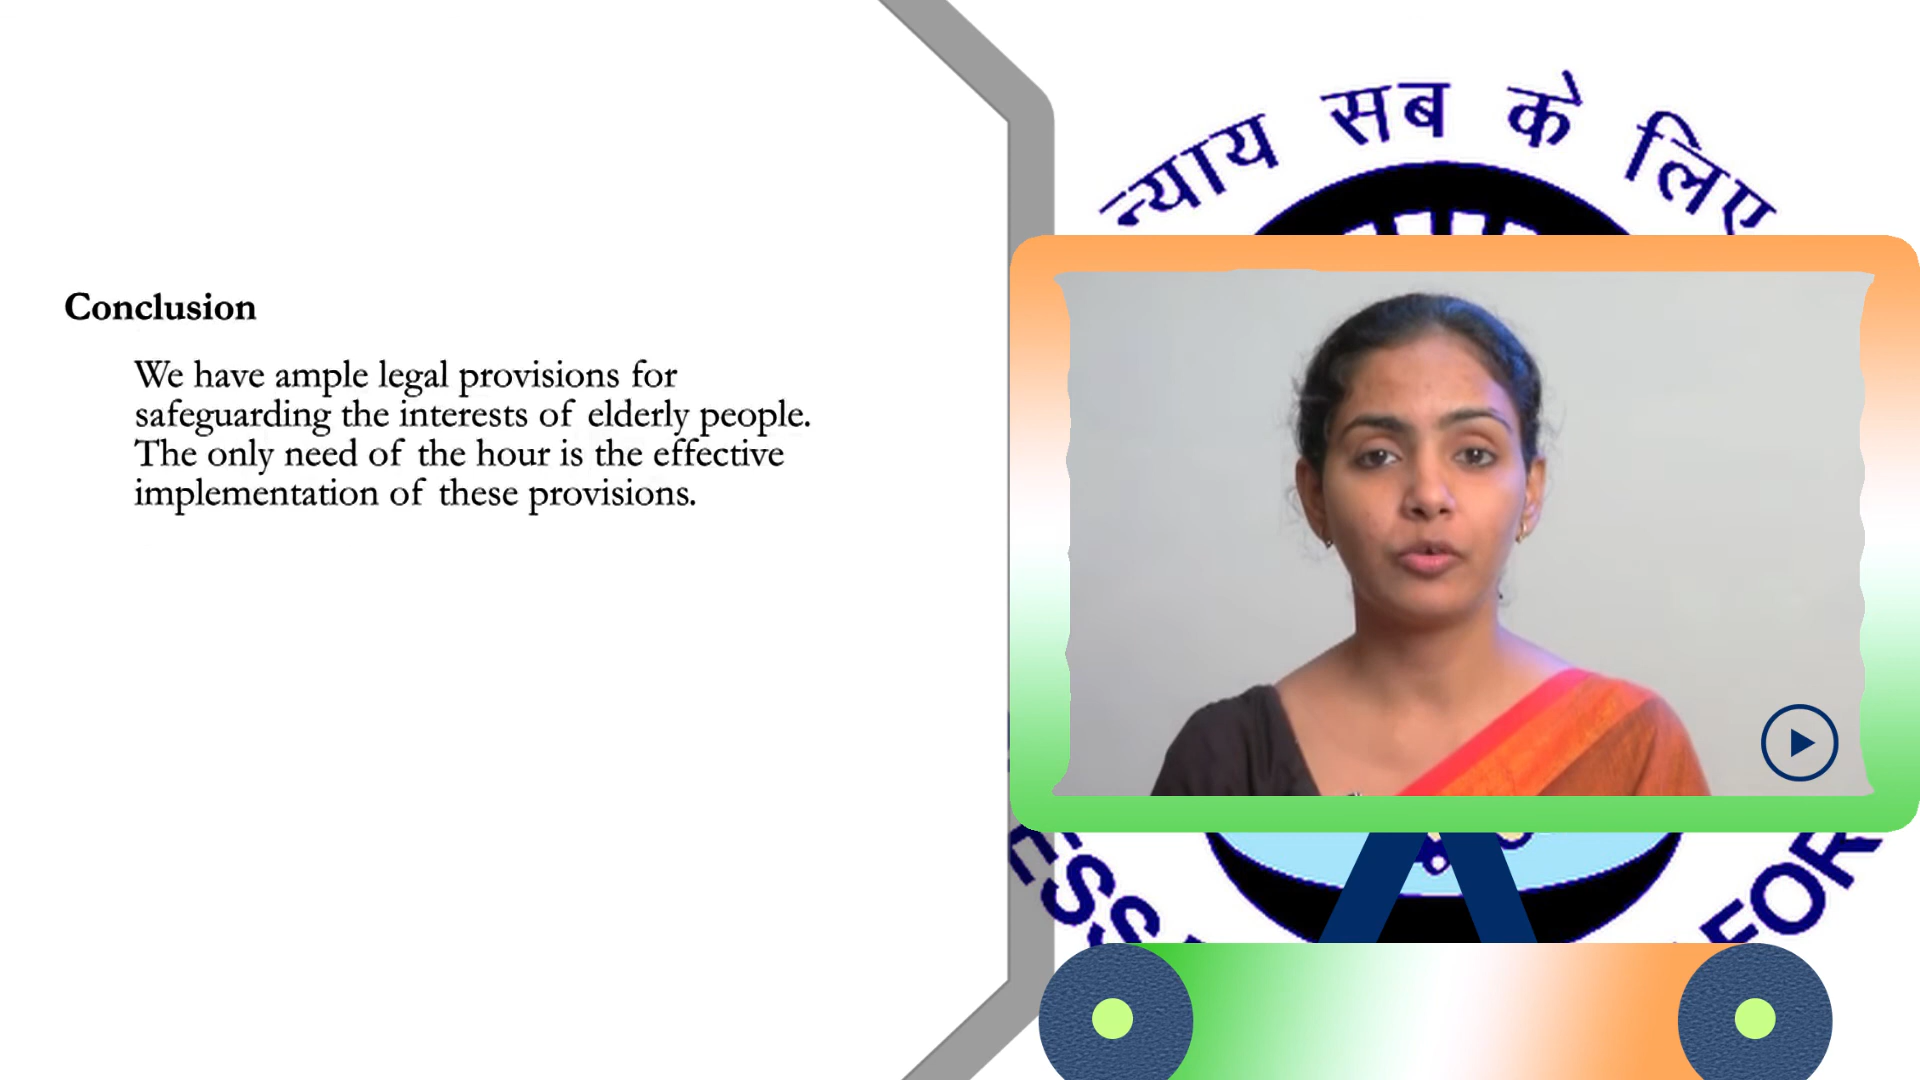 न्याय सब के लिए
Conclusion
We have ample legal provisions for
safeguarding the interests of elderly people.
The only need of the hour is the effective
implementation of these provisions.
FOR